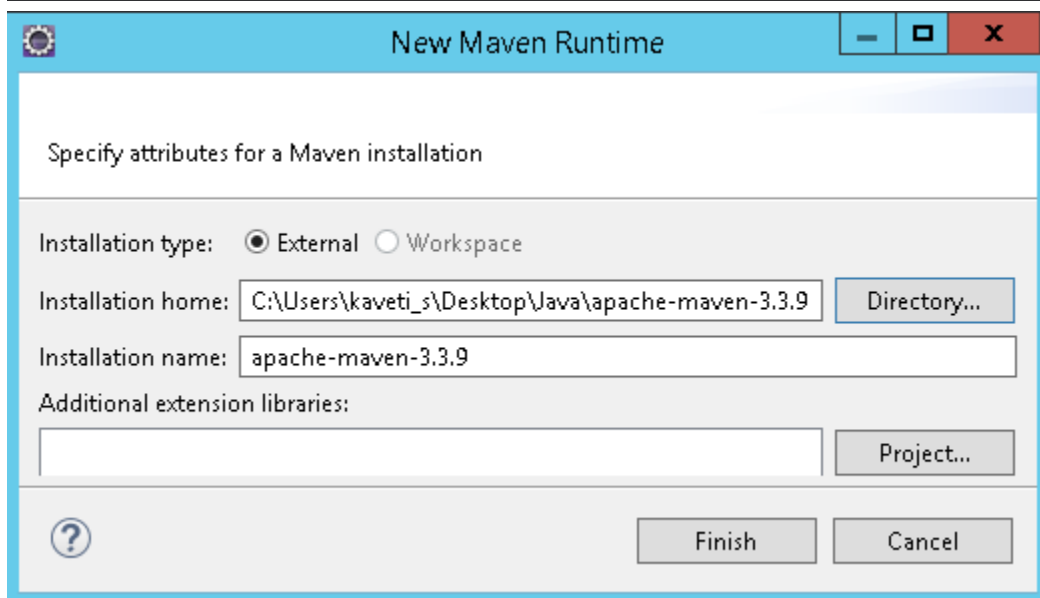 New Maven Runtime
Specify attributes for a Maven installation
Installation type: External Workspace
Installation home: C:\Users\kaveti_s\Desktop\Java\apache-maven-3.3.9 Directory...
Installation name: apache-maven-3.3.9
Additional extension libraries:
Project...
? Finish Cancel